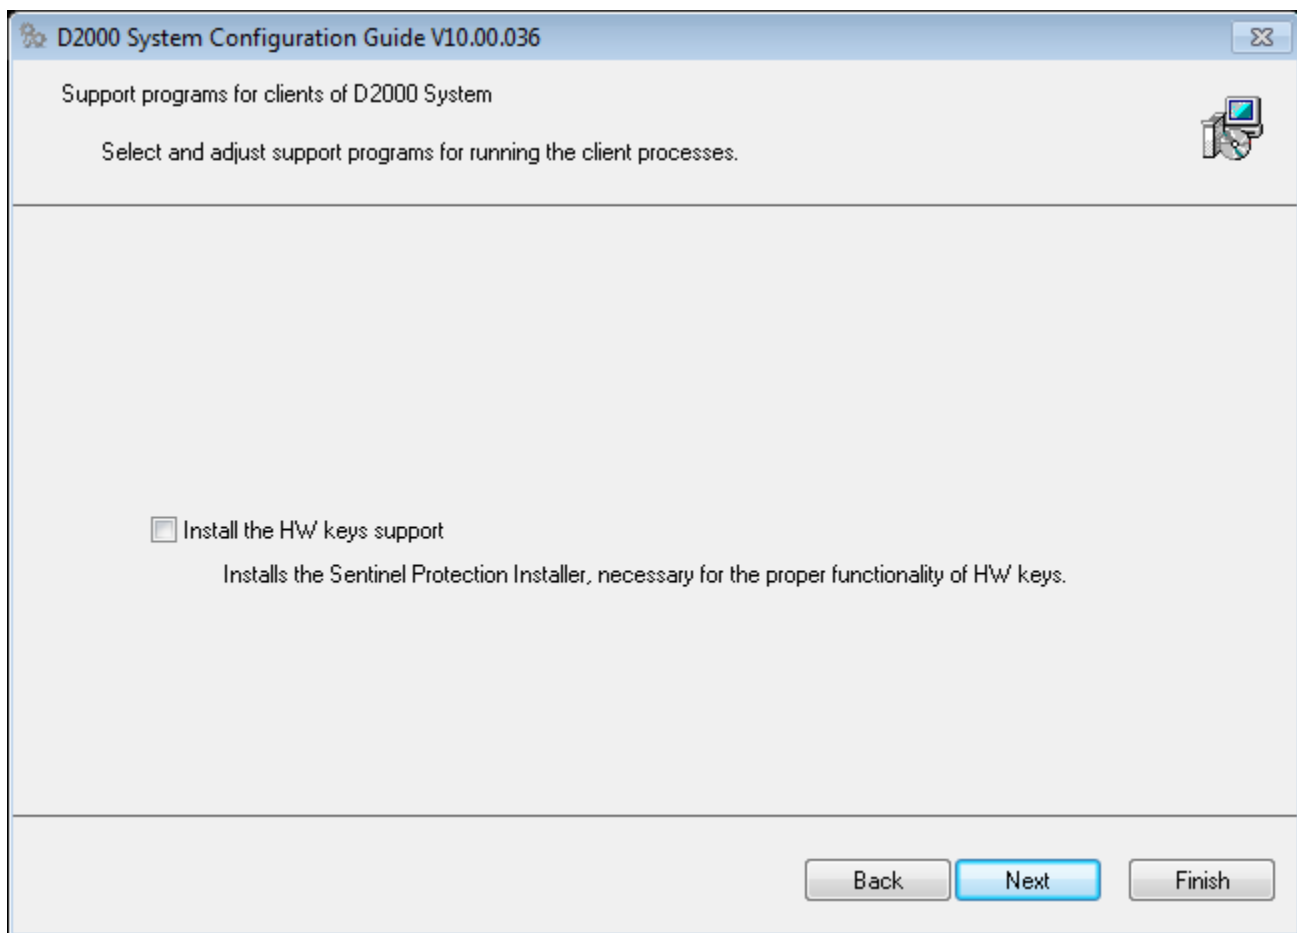 D2000 System Configuration Guide V10.00.036
Support programs for clients of D2000 System
Select and adjust support programs for running the client processes.
Install the HW keys support
Installs the Sentinel Protection Installer, necessary for the proper functionality of HW keys.
Back Next Finish